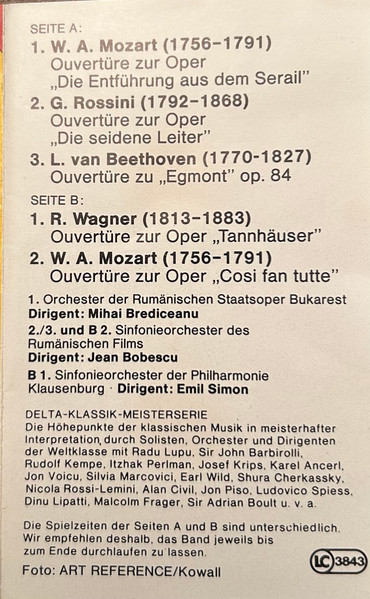 SEITE A:
1. W. A. Mozart (1756–1791)
Ouvertüre zur Oper
„Die Entführung aus dem Serail”
2. G. Rossini (1792–1868)
Ouvertüre zur Oper
„Die seidene Leiter”
3. L. van Beethoven (1770-1827)
Ouvertüre zu „Egmont” op. 84
SEITE B:
1. R. Wagner (1813–1883)
Ouvertüre zur Oper „Tannhäuser”
2. W. A. Mozart (1756–1791)
Ouvertüre zur Oper „Cosi fan tutte”
1. Orchester der Rumänischen Staatsoper Bukarest
Dirigent: Mihai Brediceanu
2./3. und B 2. Sinfonieorchester des
Rumänischen Films
Dirigent: Jean Bobescu
B 1. Sinfonieorchester der Philharmonie
Klausenburg · Dirigent: Emil Simon
DELTA-KLASSIK-MEISTERSERIE
Die Höhepunkte der klassischen Musik in meisterhafter
Interpretation, durch Solisten, Orchester und Dirigenten
der Weltklasse mit Radu Lupu, Sir John Barbirolli,
Rudolf Kempe, Itzhak Perlman, Josef Krips, Karel Ancerl,
Jon Voicu, Silvia Marcovici, Earl Wild, Shura Cherkassky,
Nicola Rossi-Lemini, Alan Civil, Jon Piso, Ludovico Spiess,
Dinu Lipatti, Malcolm Frager, Sir Adrian Boult u. v. a.
Die Spielzeiten der Seiten A und B sind unterschiedlich.
Wir empfehlen deshalb, das Band jeweils bis
zum Ende durchlaufen zu lassen.
Foto: ART REFERENCE/Kowall
LC 3843